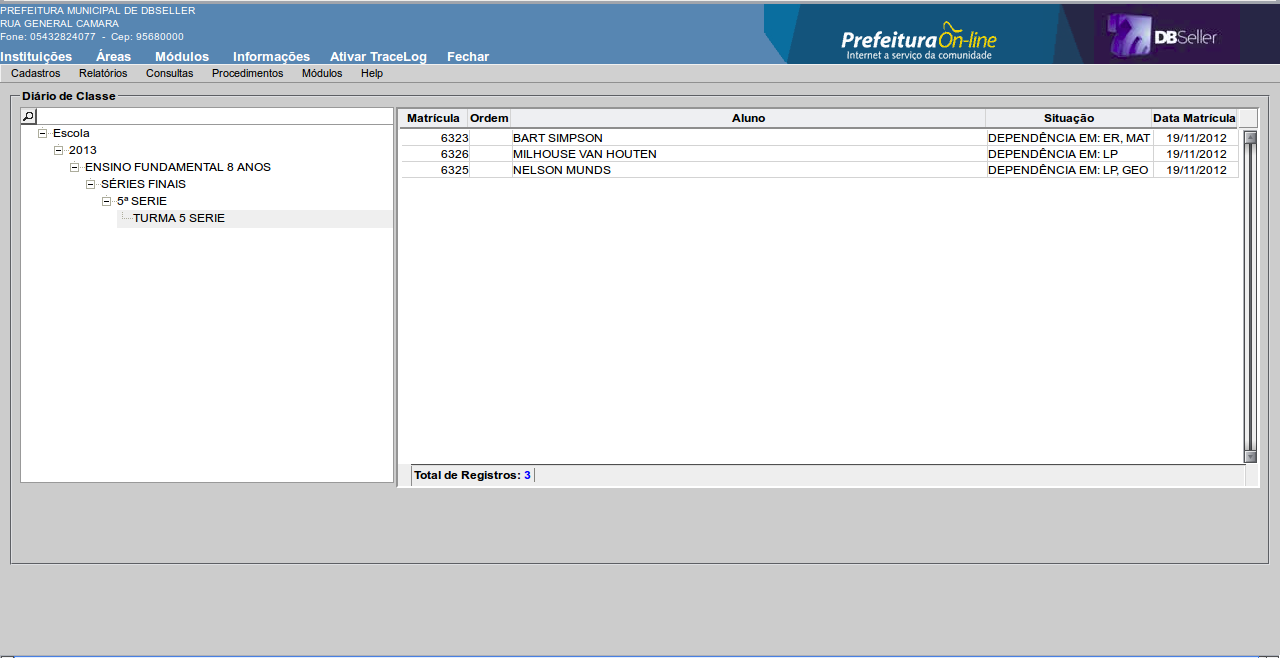 PREFEITURA MUNICIPAL DE DBSELLER
RUA GENERAL CAMARA
Fone: 05432824077 - Cep: 95680000
Prefeitura On-line
Internet a serviço da comunidade
DBSeller
Instituições Áreas Módulos Informações Ativar TraceLog Fechar
Cadastros Relatórios Consultas Procedimentos Módulos Help
Diário de Classe
Escola
2013
ENSINO FUNDAMENTAL 8 ANOS
SÉRIES FINAIS
5ª SERIE
TURMA 5 SERIE
Matrícula Ordem Aluno Situação Data Matrícula
6323 BART SIMPSON DEPENDÊNCIA EM: ER, MAT 19/11/2012
6326 MILHOUSE VAN HOUTEN DEPENDÊNCIA EM: LP 19/11/2012
6325 NELSON MUNDS DEPENDÊNCIA EM: LP, GEO 19/11/2012
Total de Registros: 3